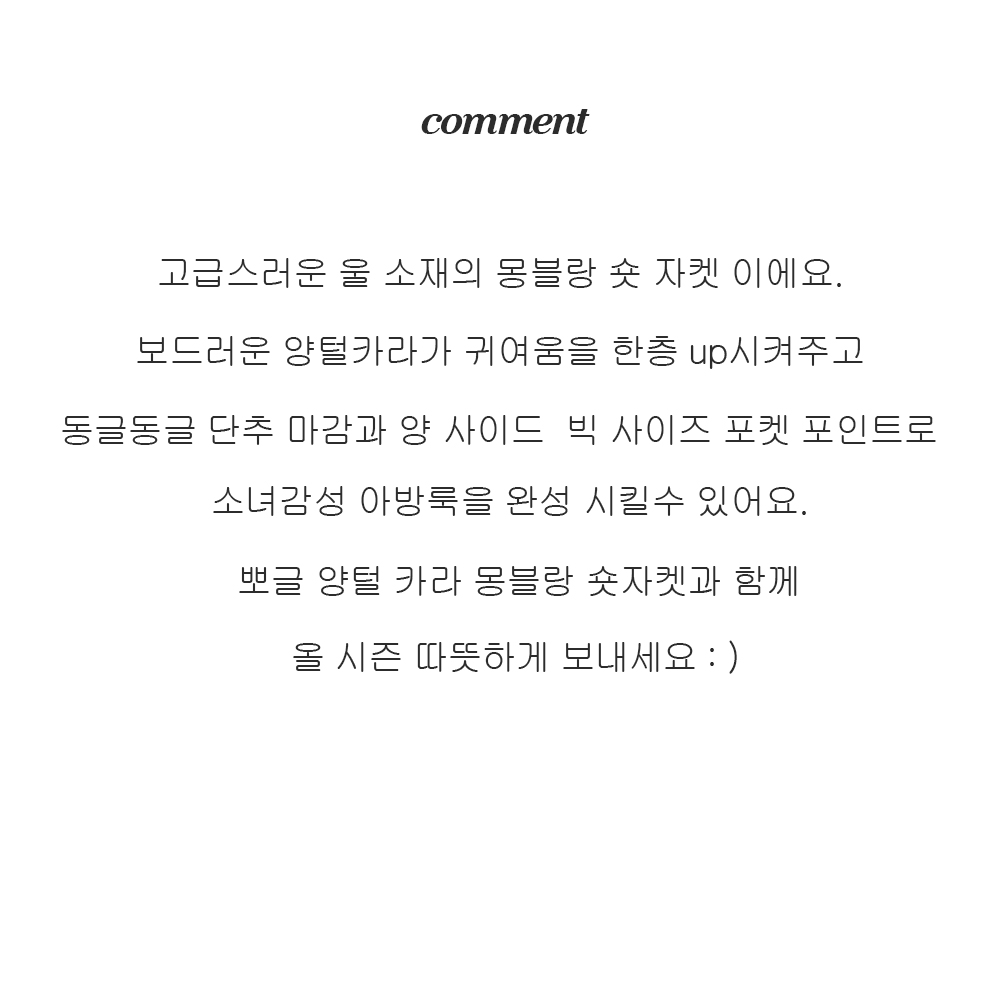 comment
고급스러운 울 소재의 몽블랑 숏 자켓 이에요.
보드러운 양털카라가 귀여움을 한층 up시켜주고
동글동글 단추 마감과 양 사이드 빅 사이즈 포켓 포인트로
소녀감성 아방룩을 완성 시킬수 있어요.
뽀글 양털 카라 몽블랑 숏자켓과 함께
올 시즌 따뜻하게 보내세요 : )